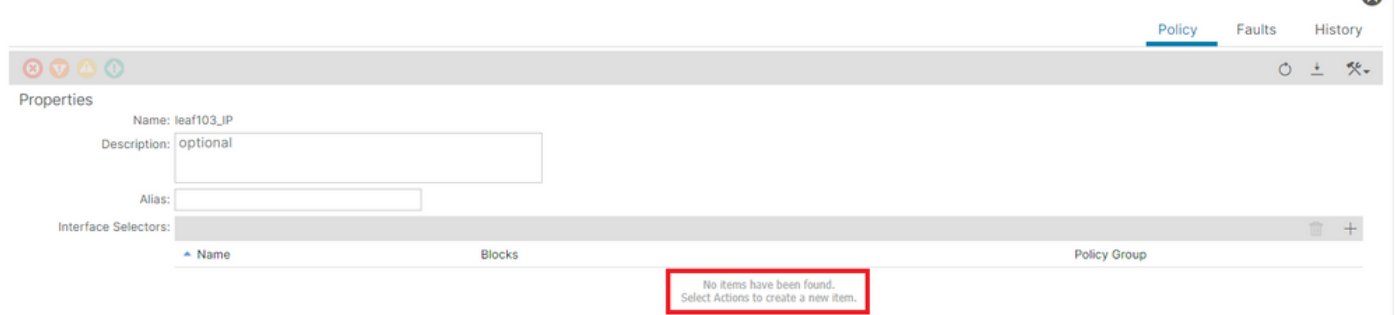 Policy Faults History
Properties
Name: leaf103_IP
Description: optional
Alias:
Interface Selectors:
Name Blocks Policy Group
No items have been found.
Select Actions to create a new item.